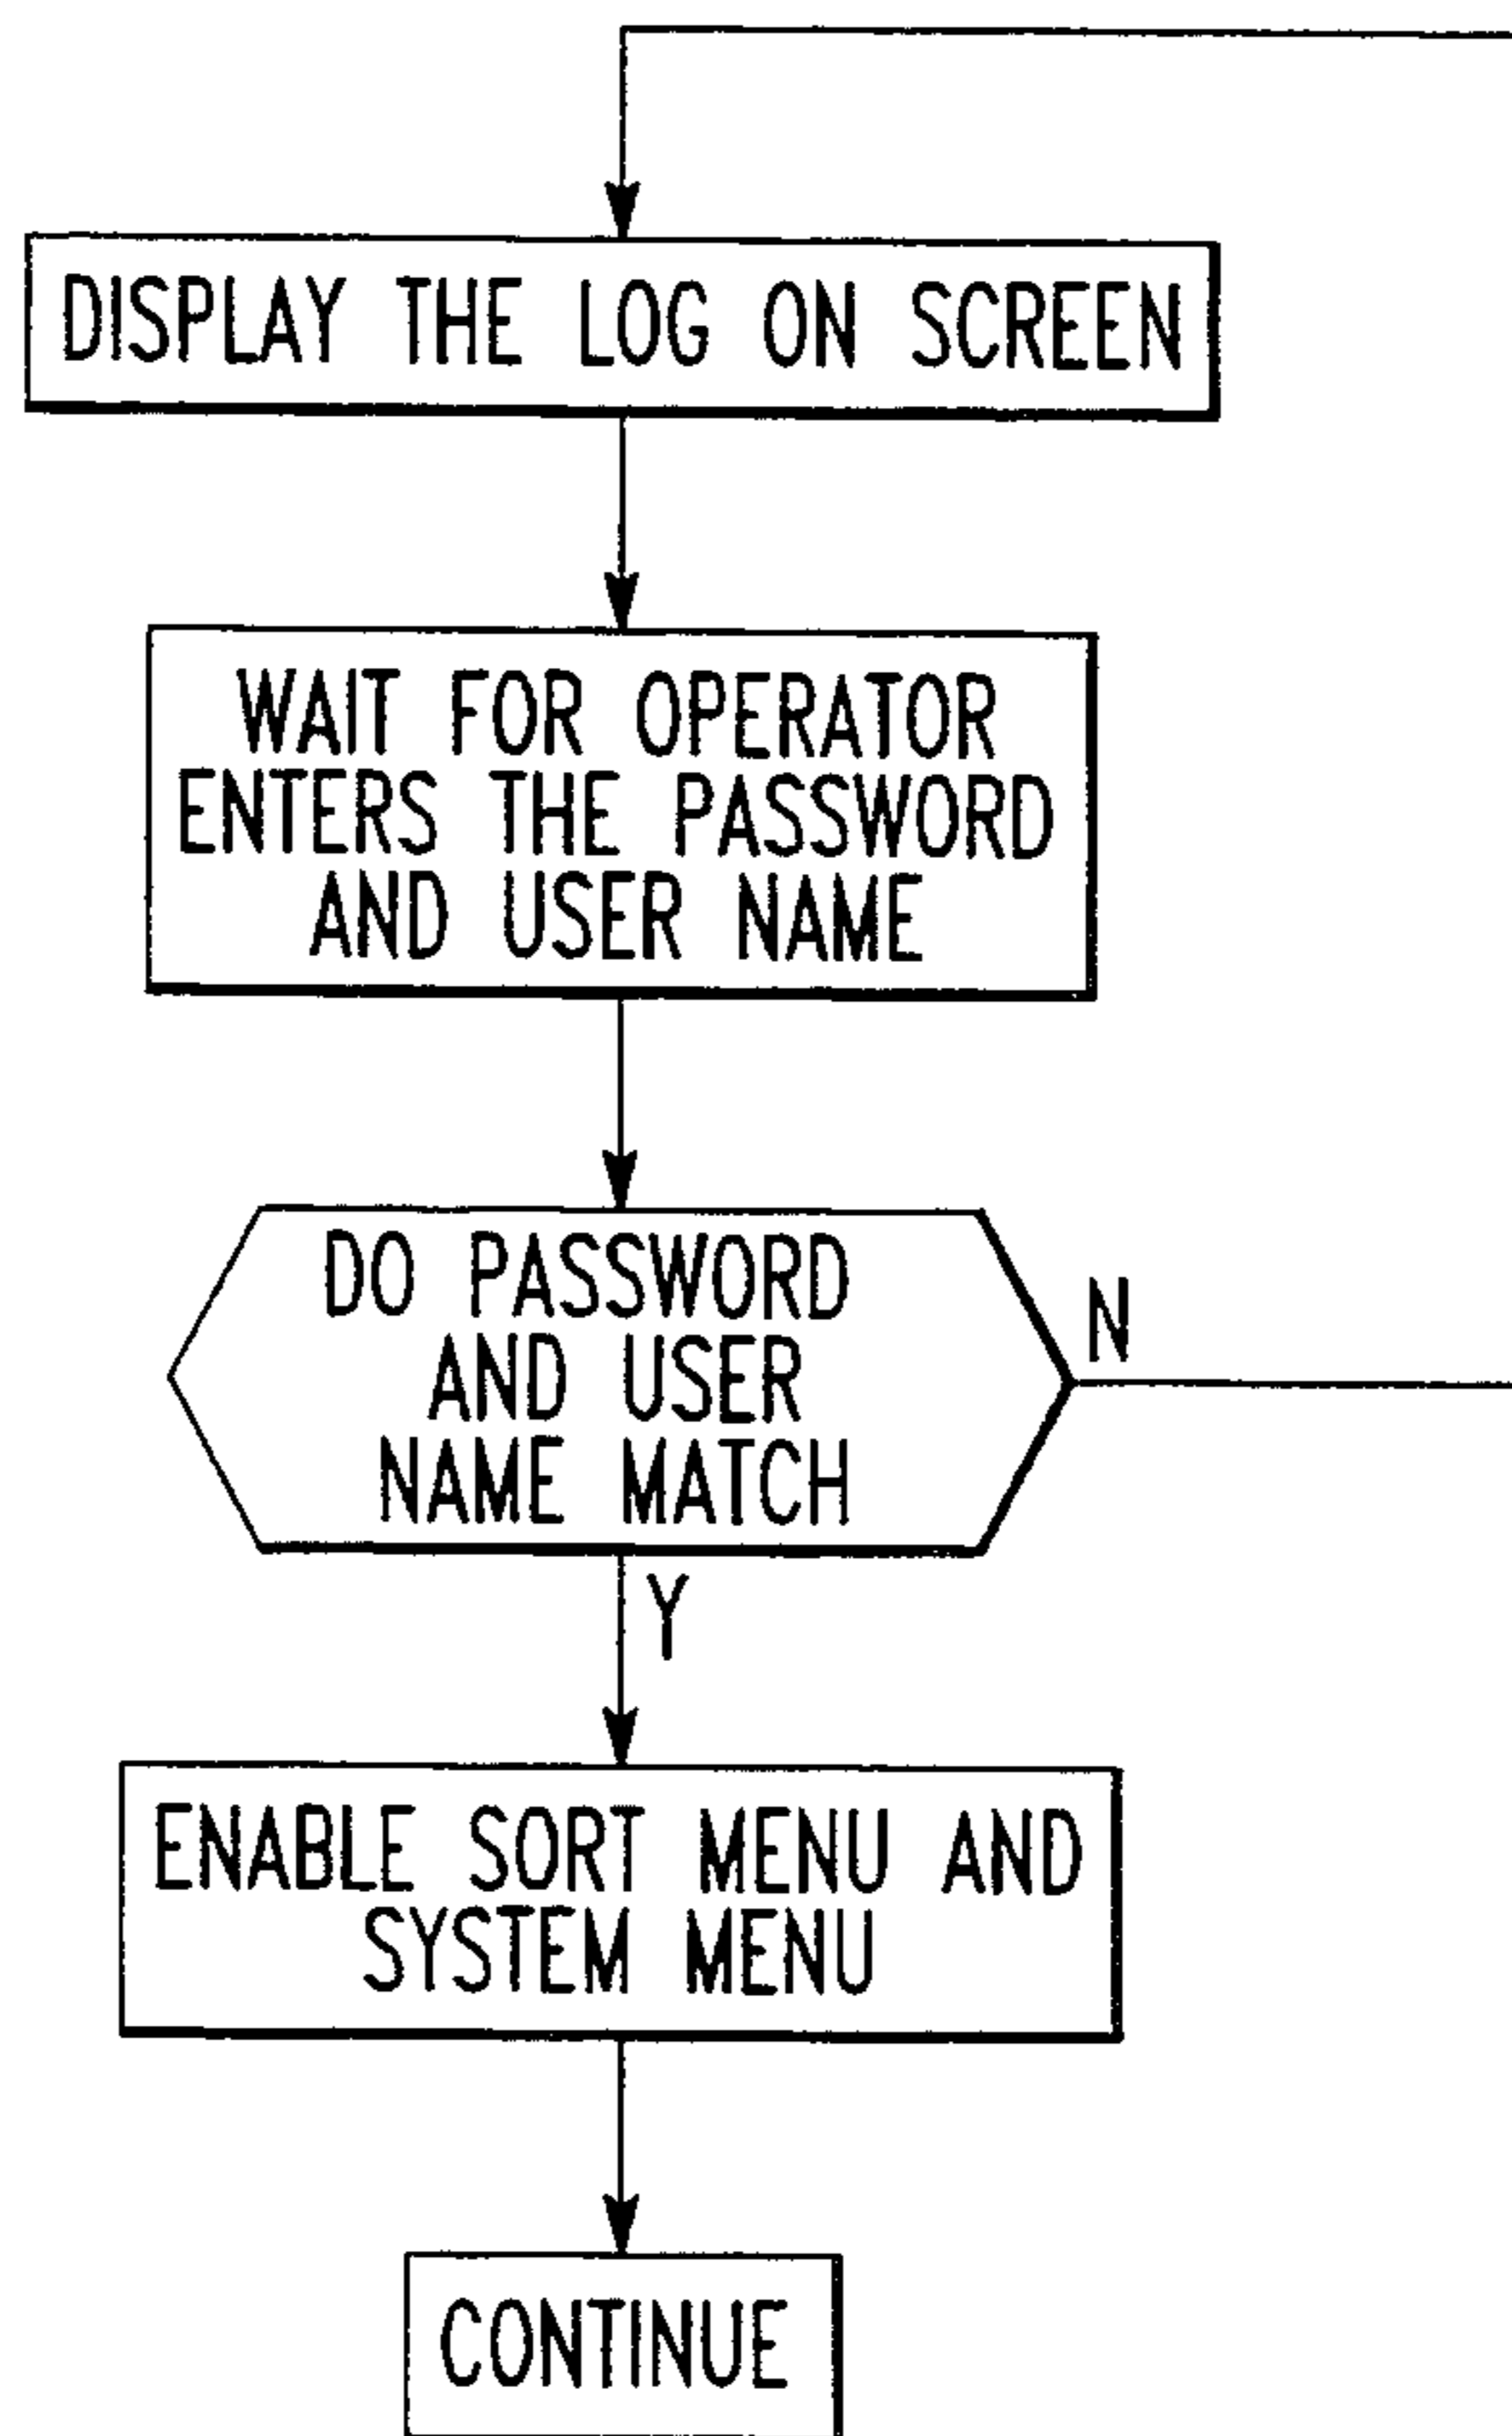 DISPLAY THE LOG ON SCREEN
WAIT FOR OPERATOR
ENTERS THE PASSWORD
AND USER NAME
DO PASSWORD
AND USER
NAME MATCH
N
Y
ENABLE SORT MENU AND
SYSTEM MENU
CONTINUE